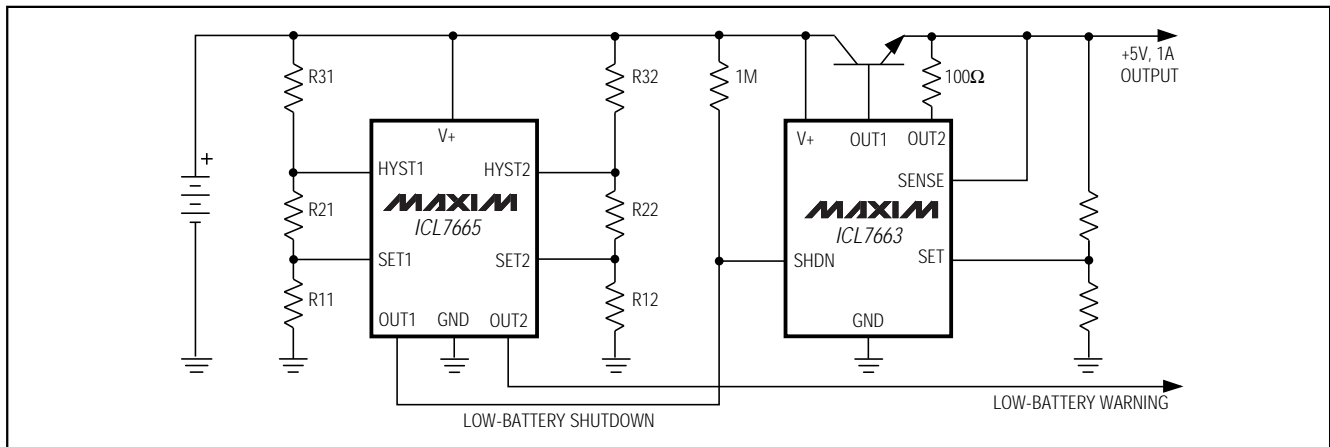 R31
R32
1M
100Ω
+5V, 1A
OUTPUT
V+
V+
OUT1
OUT2
HYST1
HYST2
SENSE
MAXIM
ICL7665
MAXIM
ICL7663
R21
R22
SET1
SET2
SHDN
SET
R11
R12
OUT1
GND
OUT2
GND
LOW-BATTERY SHUTDOWN
LOW-BATTERY WARNING
+